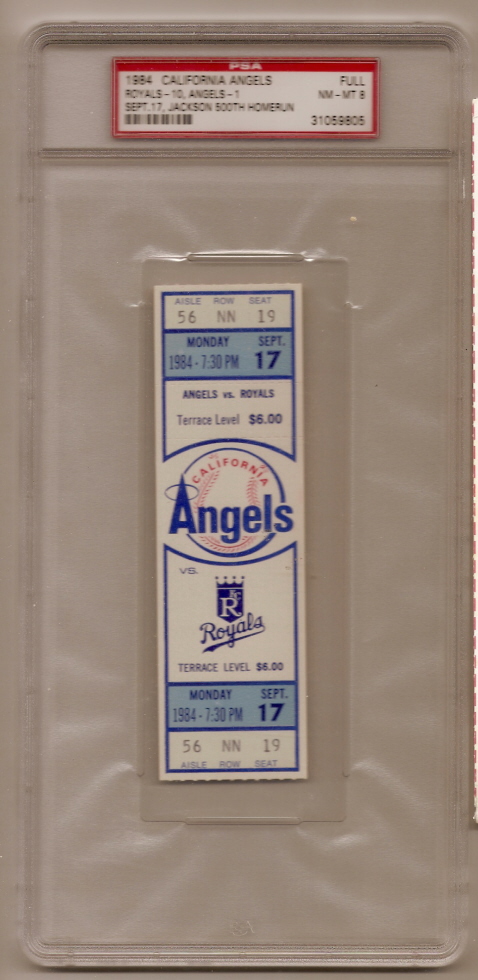 PSA
1984 CALIFORNIA ANGELS FULL
ROYALS-10, ANGELS-1 NM-MT 8
SEPT.17, JACKSON 500TH HOMERUN
31059805
AISLE ROW SEAT
56 NN 19
MONDAY SEPT.
1984-7:30 PM 17
ANGELS vs. ROYALS
Terrace Level $6.00
CALIFORNIA
Angels
VS.
KC
R
Royals
TERRACE LEVEL $6.00
MONDAY SEPT.
1984-7:30 PM 17
56 NN 19
AISLE ROW SEAT